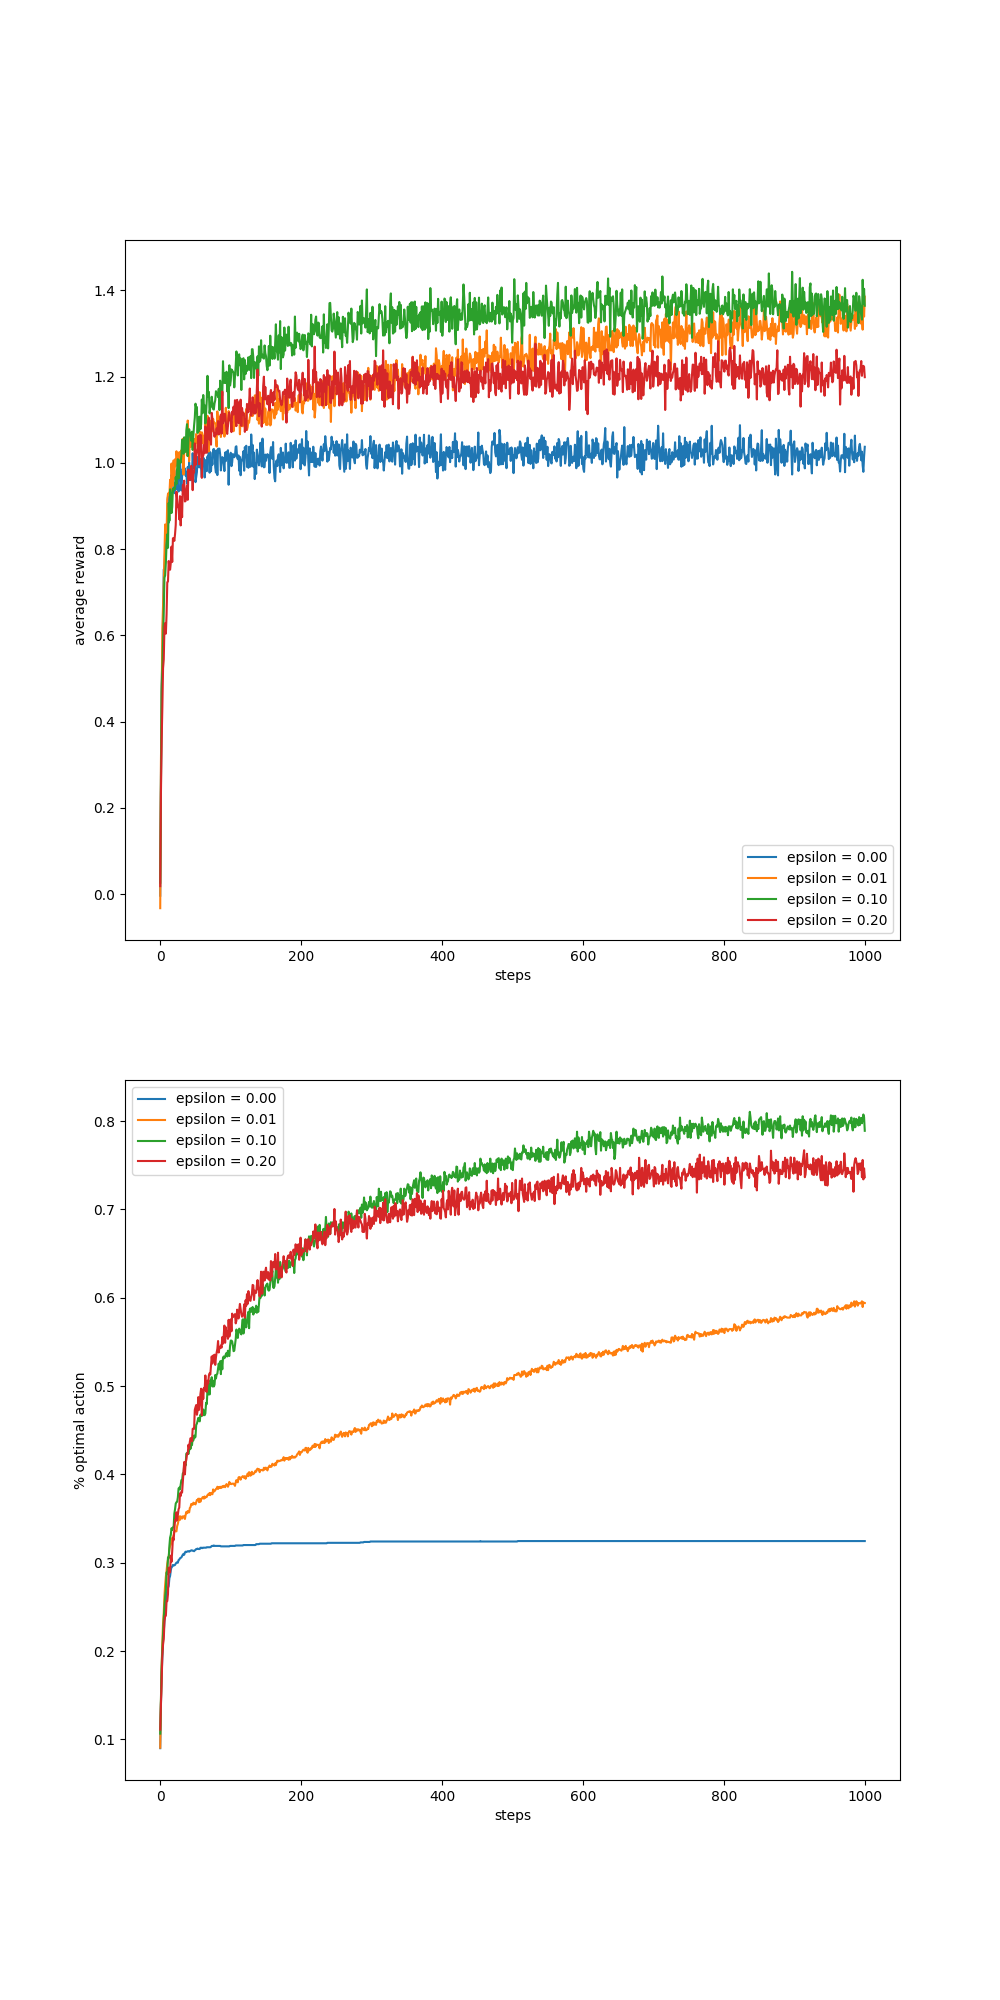 1.4
1.2
1.0
0.8
0.6
0.4
0.2
0.0
average reward
epsilon = 0.00
epsilon = 0.01
epsilon = 0.10
epsilon = 0.20
0 200 400 600 800 1000
steps
epsilon = 0.00
epsilon = 0.01
epsilon = 0.10
epsilon = 0.20
0.8
0.7
0.6
0.5
0.4
0.3
0.2
0.1
% optimal action
0 200 400 600 800 1000
steps